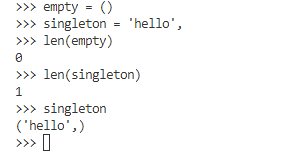 >>> empty = ()
>>> singleton = 'hello',
>>> len(empty)
0
>>> len(singleton)
1
>>> singleton
('hello',)
>>>